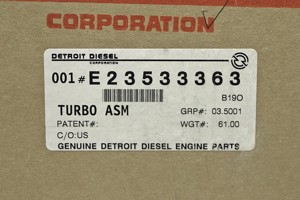 CORPORATION
DETROIT DIESEL
CORPORATION
001# E23533363
B19O
TURBO ASM GRP#: 03.5001
PATENT#: WGT#: 61.00
C/O:US
GENUINE DETROIT DIESEL ENGINE PARTS